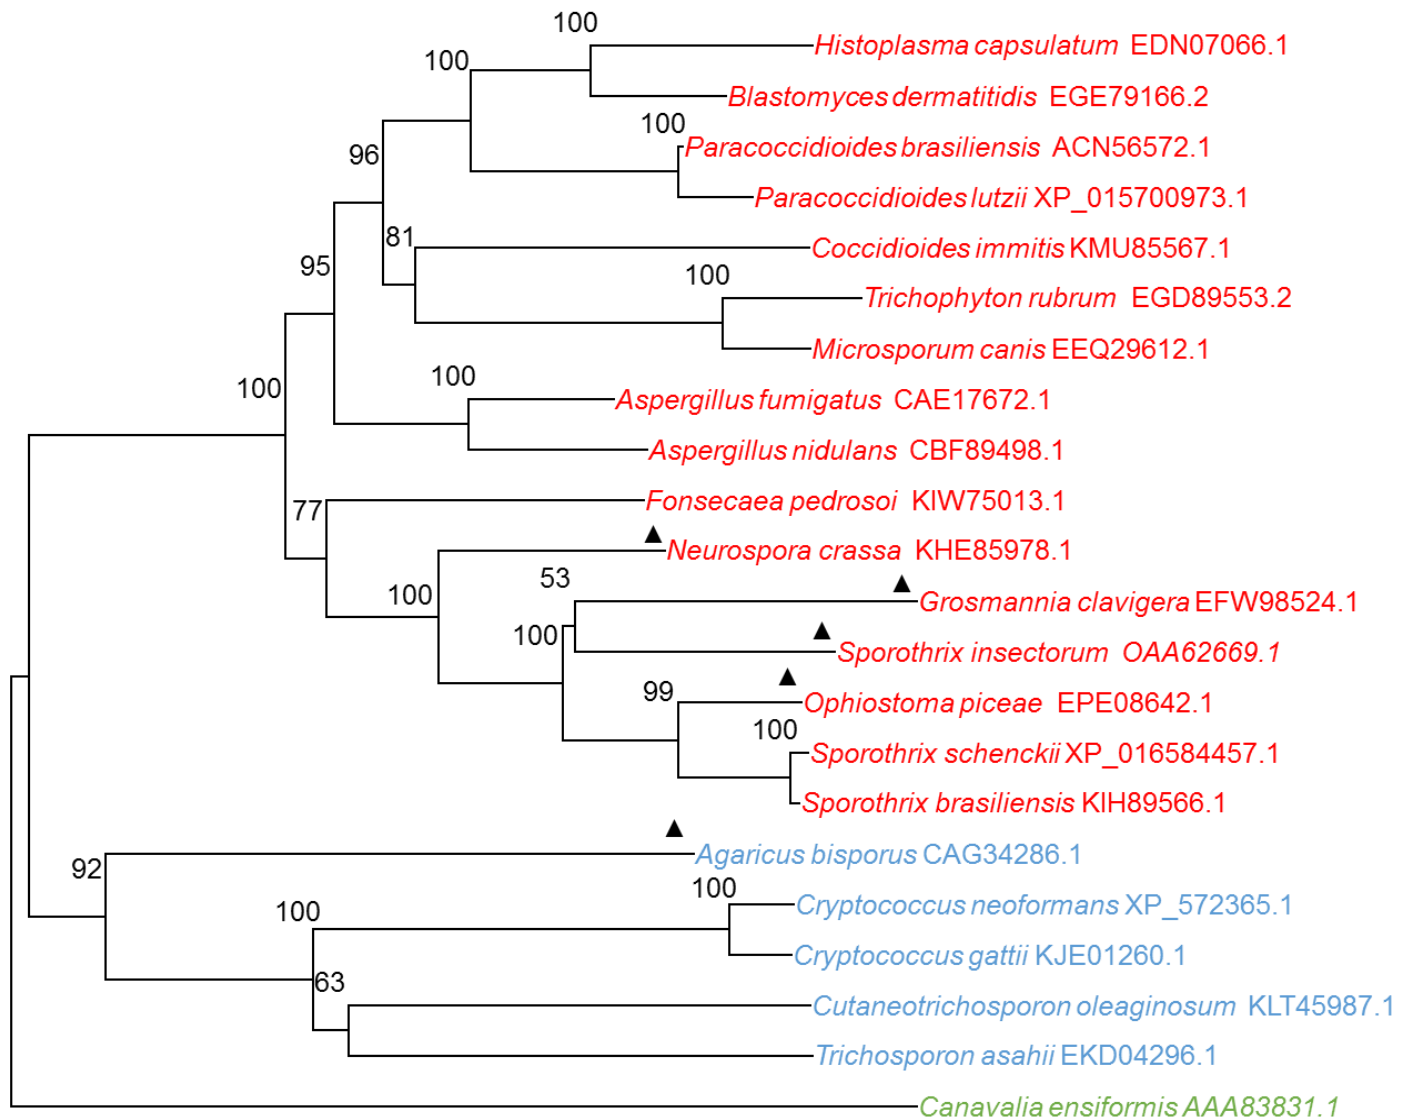 100
Histoplasma capsulatum EDN07066.1
100
Blastomyces dermatitidis EGE79166.2
100
Paracoccidioides brasiliensis ACN56572.1
96
Paracoccidioides lutzii XP_015700973.1
81
Coccidioides immitis KMU85567.1
95
100
Trichophyton rubrum EGD89553.2
Microsporum canis EEQ29612.1
100
100
Aspergillus fumigatus CAE17672.1
Aspergillus nidulans CBF89498.1
77
Fonsecaea pedrosoi KIW75013.1
Neurospora crassa KHE85978.1
53
100
Grosmannia clavigera EFW98524.1
100
Sporothrix insectorum OAA62669.1
99
Ophiostoma piceae EPE08642.1
100
Sporothrix schenckii XP_016584457.1
Sporothrix brasiliensis KIH89566.1
92
Agaricus bisporus CAG34286.1
100
Cryptococcus neoformans XP_572365.1
100
Cryptococcus gattii KJE01260.1
63
Cutaneotrichosporon oleaginosum KLT45987.1
Trichosporon asahii EKD04296.1
Canavalia ensiformis AAA83831.1